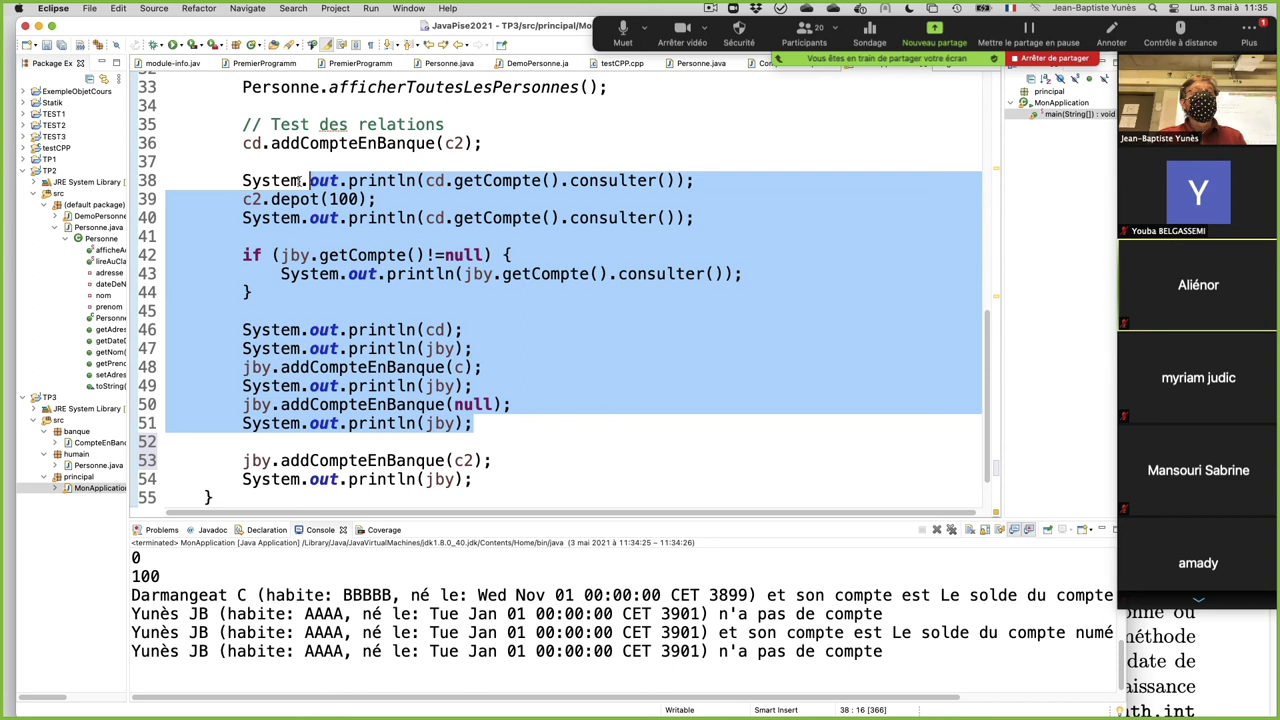 Eclipse File Edit Source Refactor Navigate Search Project Run Window Help Jean-Baptiste Yunès Lun. 3 mai à 11:35
JavaPise2021 - TP3/src/principal/Mo
Muet
Arrêter vidéo
Sécurité
20
Participants
Sondage
Nouveau partage
Mettre le partage en pause
Annoter
Contrôle à distance
Plus
Vous êtes en train de partager votre écran
Arrêter de partager
Package Ex
module-info.jav
PremierProgramm
PremierProgramm
Personne.java
DemoPersonne.ja
testCPP.cpp
Personne.java
ExempleObjetCours
Statik
TEST1
TEST2
TEST3
testCPP
TP1
TP2
JRE System Library [
src
(default package)
DemoPersonne
Personne.java
Personne
afficheAd
lireAuCla
adresse
dateDeN
nom
prenom
Personne
getAdres
getDateD
getNom(
getPrenc
setAdres
toString(
TP3
JRE System Library [
src
banque
CompteEnBanq
humain
Personne.java
principal
MonApplication
33 Personne.afficherToutesLesPersonnes();
34
35 // Test des relations
36 cd.addCompteEnBanque(c2);
37
38 System.out.println(cd.getCompte().consulter());
39 c2.depot(100);
40 System.out.println(cd.getCompte().consulter());
41
42 if (jby.getCompte()!=null) {
43 System.out.println(jby.getCompte().consulter());
44 }
45
46 System.out.println(cd);
47 System.out.println(jby);
48 jby.addCompteEnBanque(c);
49 System.out.println(jby);
50 jby.addCompteEnBanque(null);
51 System.out.println(jby);
52
53 jby.addCompteEnBanque(c2);
54 System.out.println(jby);
55 }
principal
MonApplication
main(String[]) : void
Jean-Baptiste Yunès
Y
Youba BELGASSEMI
Aliénor
myriam judic
Mansouri Sabrine
amady
Problems
Javadoc
Declaration
Console
Coverage
<terminated> MonApplication [Java Application] /Library/Java/JavaVirtualMachines/jdk1.8.0_40.jdk/Contents/Home/bin/java (3 mai 2021 à 11:34:25 – 11:34:26)
0
100
Darmangeat C (habite: BBBBB, né le: Wed Nov 01 00:00:00 CET 3899) et son compte est Le solde du compte
Yunès JB (habite: AAAA, né le: Tue Jan 01 00:00:00 CET 3901) n'a pas de compte
Yunès JB (habite: AAAA, né le: Tue Jan 01 00:00:00 CET 3901) et son compte est Le solde du compte numé
Yunès JB (habite: AAAA, né le: Tue Jan 01 00:00:00 CET 3901) n'a pas de compte
onne ou
méthode
date de
aissance
ath.int
Writable
Smart Insert
38 : 16 [366]